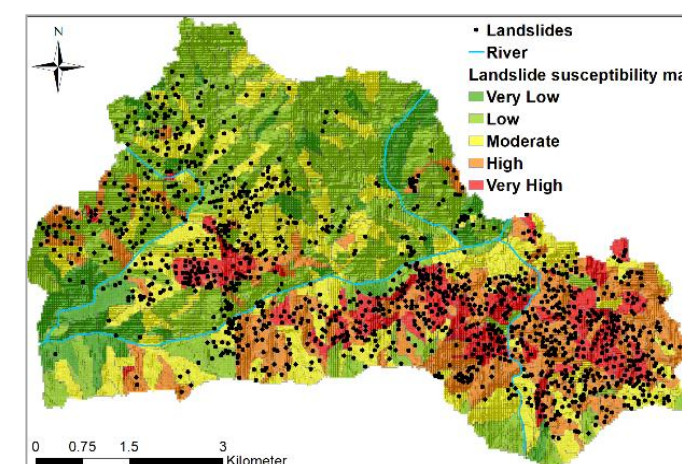 N
Landslides
River
Landslide susceptibility ma
Very Low
Low
Moderate
High
Very High
0 0.75 1.5 3
Kilometer